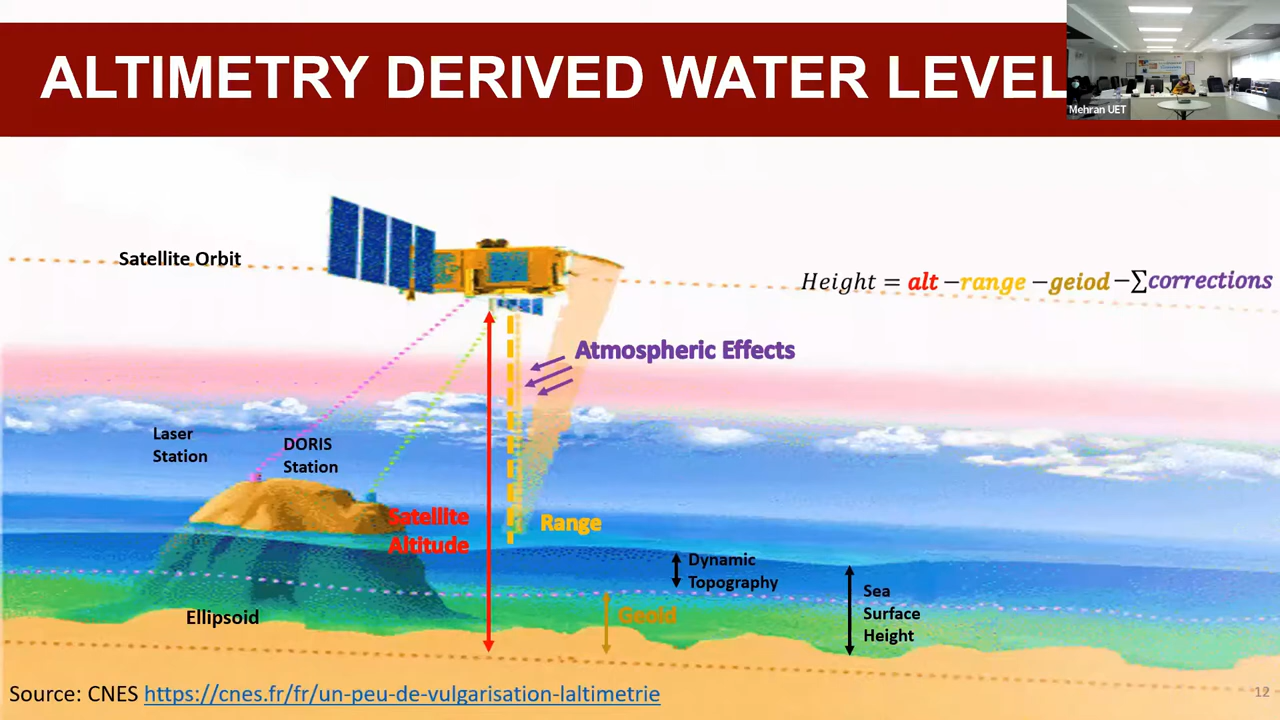 ALTIMETRY DERIVED WATER LEVEL
Mehran UET
Satellite Orbit
Height = alt −range −geiod −∑corrections
Atmospheric Effects
Laser
Station
DORIS
Station
Satellite
Altitude
Range
Dynamic
Topography
Sea
Surface
Height
Ellipsoid
Geoid
Source: CNES https://cnes.fr/fr/un-peu-de-vulgarisation-laltimetrie
12